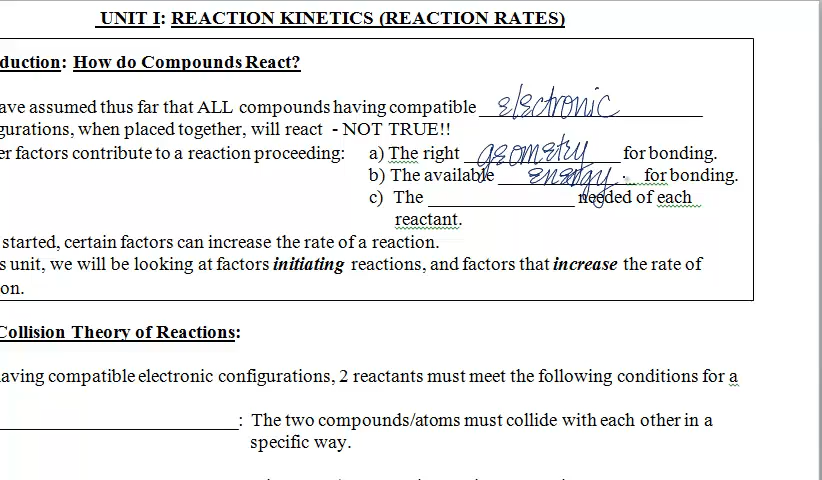 UNIT I: REACTION KINETICS (REACTION RATES)
duction: How do Compounds React?
ave assumed thus far that ALL compounds having compatible electronic
gurations, when placed together, will react - NOT TRUE!!
er factors contribute to a reaction proceeding: a) The right geometry for bonding.
b) The available energy for bonding.
c) The ____________ needed of each
reactant.
started, certain factors can increase the rate of a reaction.
s unit, we will be looking at factors initiating reactions, and factors that increase the rate of
on.
Collision Theory of Reactions:
aving compatible electronic configurations, 2 reactants must meet the following conditions for a
____________: The two compounds/atoms must collide with each other in a
specific way.